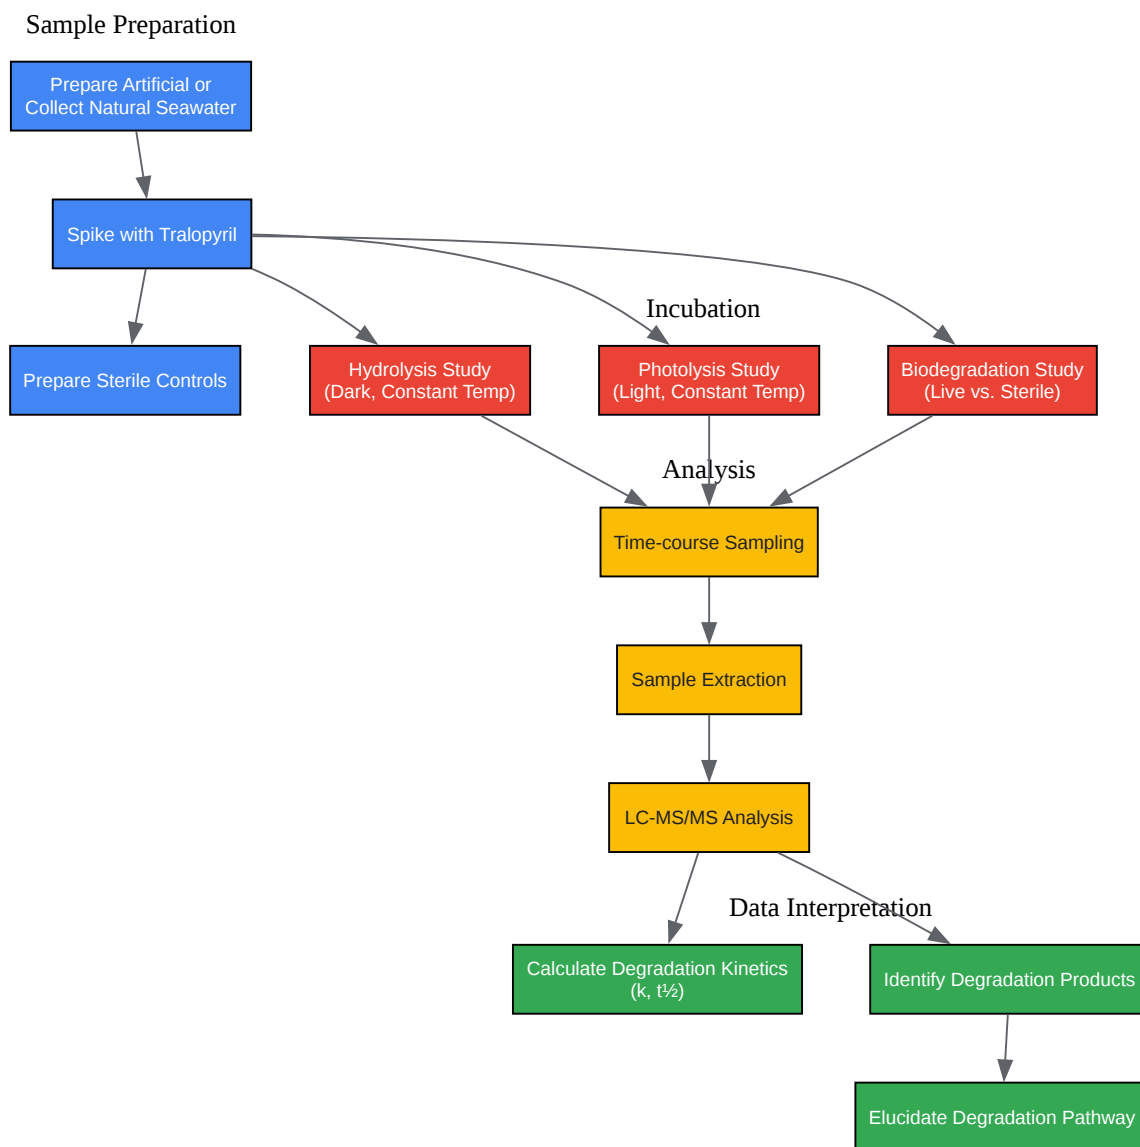 Sample Preparation
Prepare Artificial or
Collect Natural Seawater
Spike with Tralopyril
Incubation
Prepare Sterile Controls
Hydrolysis Study
(Dark, Constant Temp)
Photolysis Study
(Light, Constant Temp)
Biodegradation Study
(Live vs. Sterile)
Analysis
Time-course Sampling
Sample Extraction
LC-MS/MS Analysis
Data Interpretation
Calculate Degradation Kinetics
(k, t½)
Identify Degradation Products
Elucidate Degradation Pathway